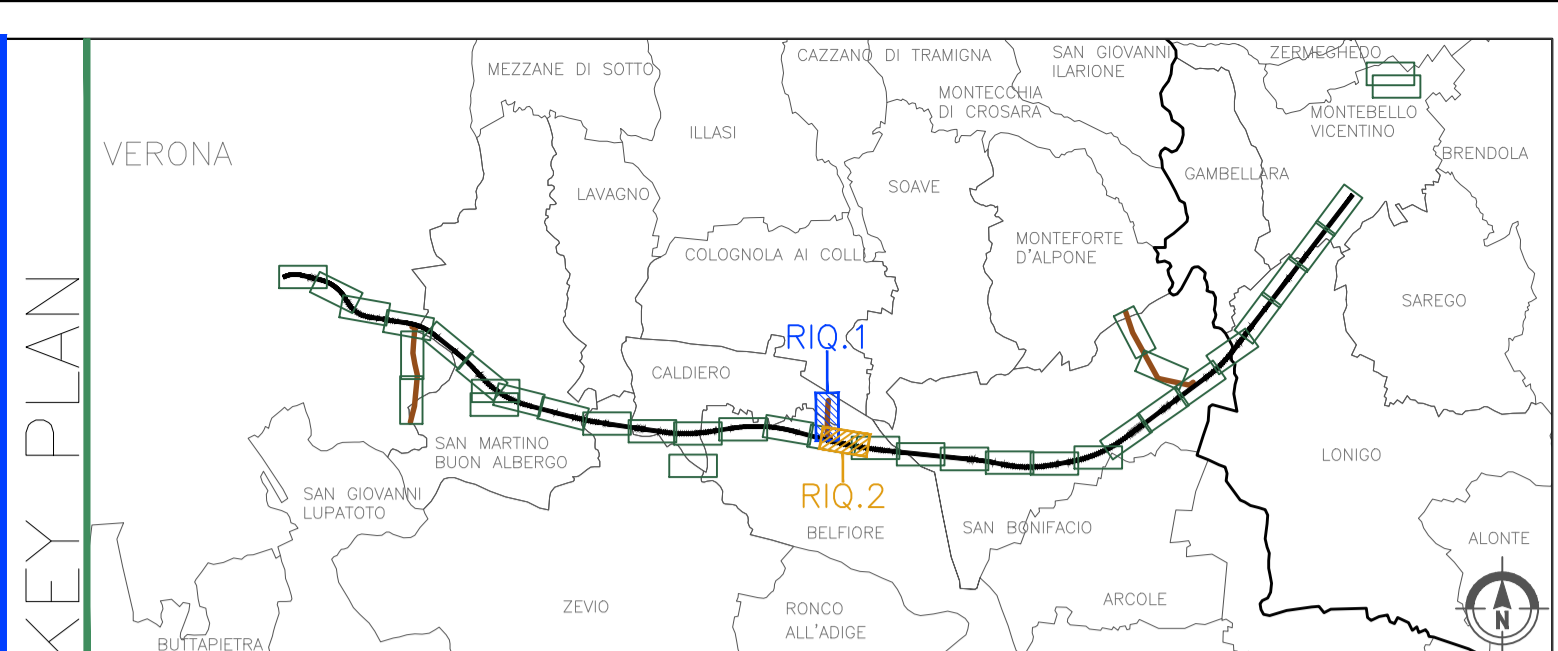 KEY PLAN
MEZZANE DI SOTTO
CAZZANO DI TRAMIGNA
SAN GIOVANNI
ILARIONE
ZERMEGHEDO
MONTECCHIA
DI CROSARA
MONTEBELLO
VICENTINO
VERONA
ILLASI
BRENDOLA
LAVAGNO
SOAVE
GAMBELLARA
COLOGNOLA AI COLLI
MONTEFORTE
D'ALPONE
SAREGO
RIQ.1
CALDIERO
SAN MARTINO
BUON ALBERGO
LONIGO
SAN GIOVANNI
LUPATOTO
RIQ.2
BELFIORE
SAN BONIFACIO
ALONTE
ZEVIO
RONCO
ALL'ADIGE
ARCOLE
N
BUTTAPIETRA